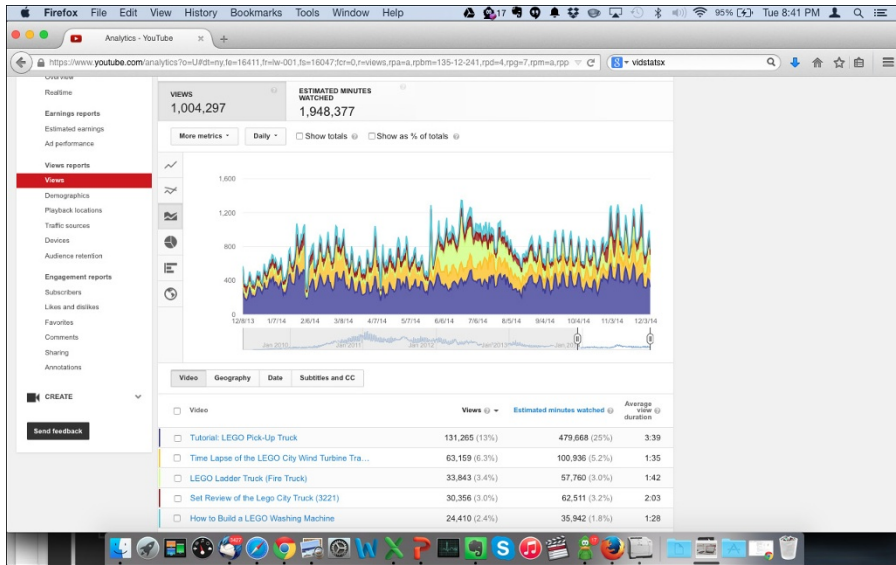 Firefox File Edit View History Bookmarks Tools Window Help 17 95% Tue 8:41 PM
Analytics - YouTube
https://www.youtube.com/analytics?o=U#dt=ny,fe=16411,fr=lw-001,fs=16047;fcr=0,r=views,rpa=a,rpbm=135-12-241,rpd=4,rpg=7,rpm=a,rpp vidstatsx
Overview
Realtime
Earnings reports
Estimated earnings
Ad performance
Views reports
Views
Demographics
Playback locations
Traffic sources
Devices
Audience retention
Engagement reports
Subscribers
Likes and dislikes
Favorites
Comments
Sharing
Annotations
CREATE
Send feedback
VIEWS
1,004,297
ESTIMATED MINUTES
WATCHED
1,948,377
More metrics Daily Show totals Show as % of totals
1,600
1,200
800
400
0
12/8/13 1/7/14 2/6/14 3/8/14 4/7/14 5/7/14 6/6/14 7/6/14 8/5/14 9/4/14 10/4/14 11/3/14 12/3/14
Jan 2010 Jan 2011 Jan 2012 Jan 2013
Video Geography Date Subtitles and CC
Video Views Estimated minutes watched Average view duration
Tutorial: LEGO Pick-Up Truck 131,265 (13%) 479,668 (25%) 3:39
Time Lapse of the LEGO City Wind Turbine Tra... 63,159 (6.3%) 100,936 (5.2%) 1:35
LEGO Ladder Truck (Fire Truck) 33,843 (3.4%) 57,760 (3.0%) 1:42
Set Review of the Lego City Truck (3221) 30,356 (3.0%) 62,511 (3.2%) 2:03
How to Build a LEGO Washing Machine 24,410 (2.4%) 35,942 (1.8%) 1:28